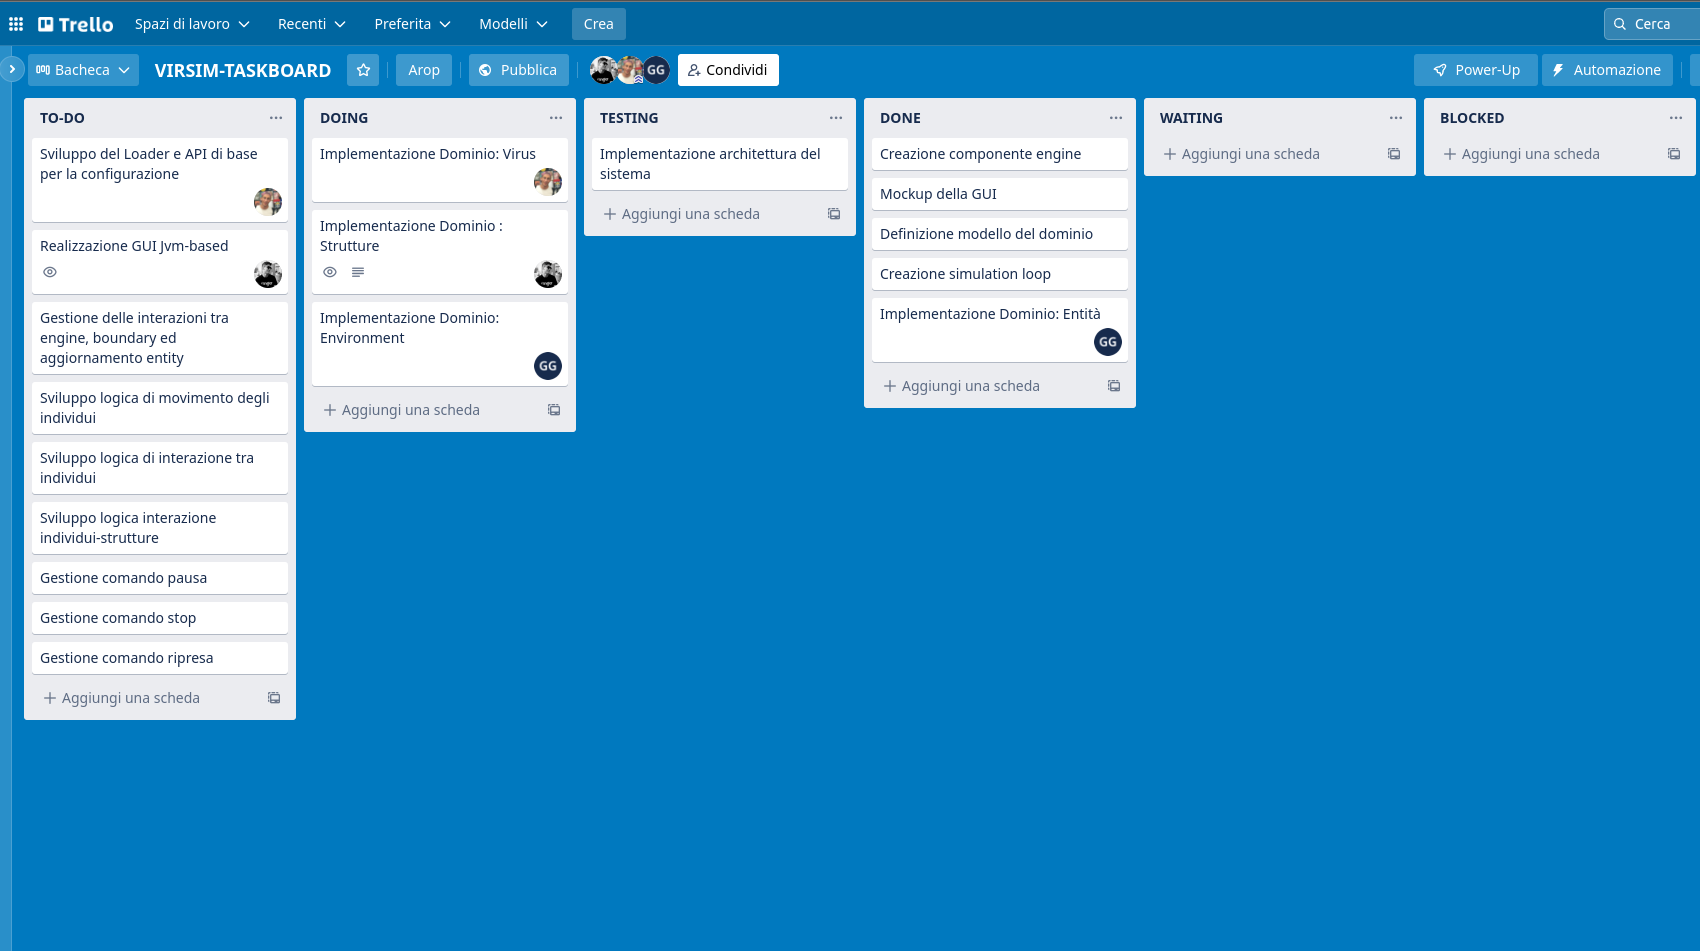 Trello
Spazi di lavoro
Recenti
Preferita
Modelli
Crea
Cerca
Bacheca
VIRSIM-TASKBOARD
Arop
Pubblica
GG
Condividi
Power-Up
Automazione
TO-DO
Sviluppo del Loader e API di base
per la configurazione
Realizzazione GUI Jvm-based
Gestione delle interazioni tra
engine, boundary ed
aggiornamento entity
Sviluppo logica di movimento degli
individui
Sviluppo logica di interazione tra
individui
Sviluppo logica interazione
individui-strutture
Gestione comando pausa
Gestione comando stop
Gestione comando ripresa
Aggiungi una scheda
DOING
Implementazione Dominio: Virus
Implementazione Dominio :
Strutture
Implementazione Dominio:
Environment
GG
Aggiungi una scheda
TESTING
Implementazione architettura del
sistema
Aggiungi una scheda
DONE
Creazione componente engine
Mockup della GUI
Definizione modello del dominio
Creazione simulation loop
Implementazione Dominio: Entità
GG
Aggiungi una scheda
WAITING
Aggiungi una scheda
BLOCKED
Aggiungi una scheda